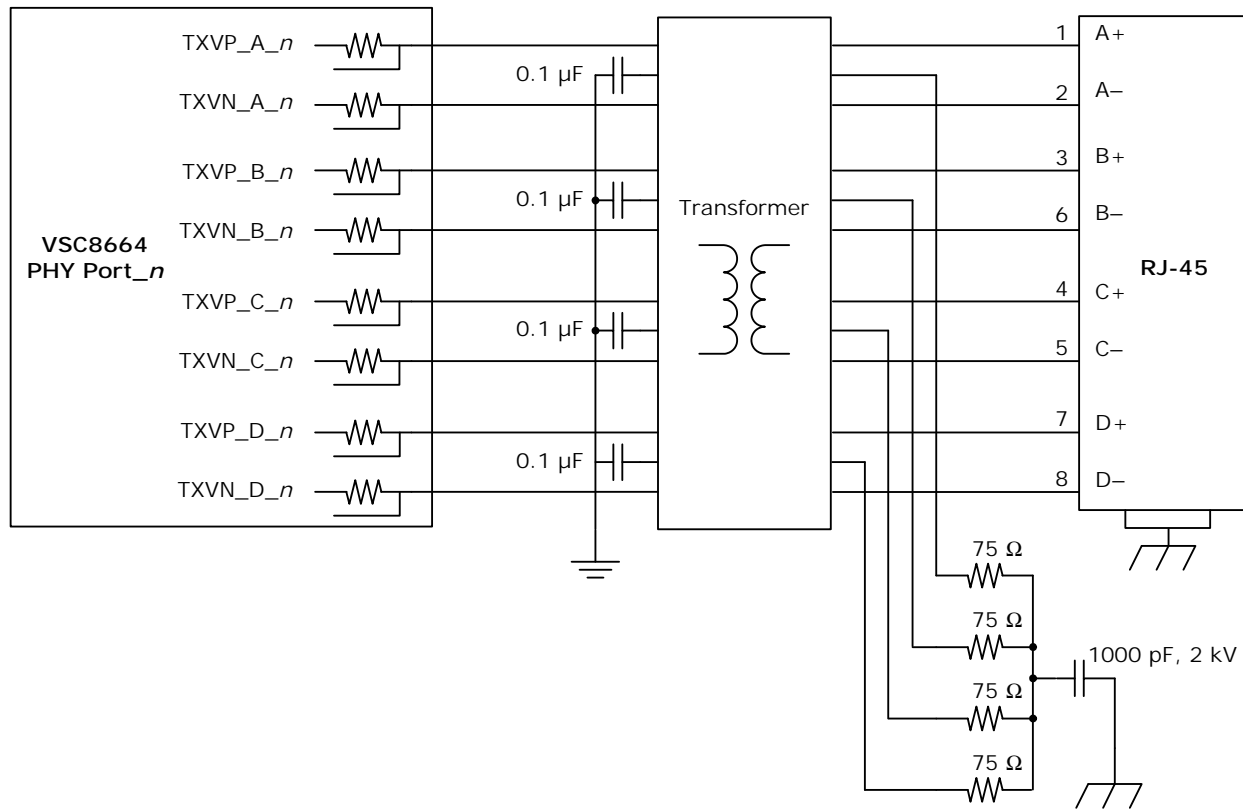 TXVP_A_n
TXVN_A_n
TXVP_B_n
TXVN_B_n
TXVP_C_n
TXVN_C_n
TXVP_D_n
TXVN_D_n
VSC8664
PHY Port_n
0.1 µF
0.1 µF
0.1 µF
0.1 µF
Transformer
1 A+
2 A−
3 B+
6 B−
4 C+
5 C−
7 D+
8 D−
RJ-45
75 Ω
75 Ω
75 Ω
75 Ω
1000 pF, 2 kV